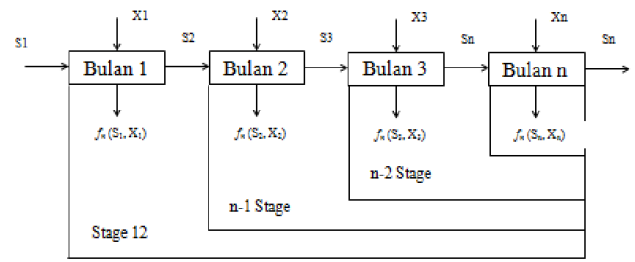 X1 X2 X3 Xn
S1 S2 S3 Sn Sn
Bulan 1 Bulan 2 Bulan 3 Bulan n
fₙ (S₁, X₁) fₙ (S₂, X₂) fₙ (S₃, X₃) fₙ (Sₙ, Xₙ)
n-2 Stage
n-1 Stage
Stage 12